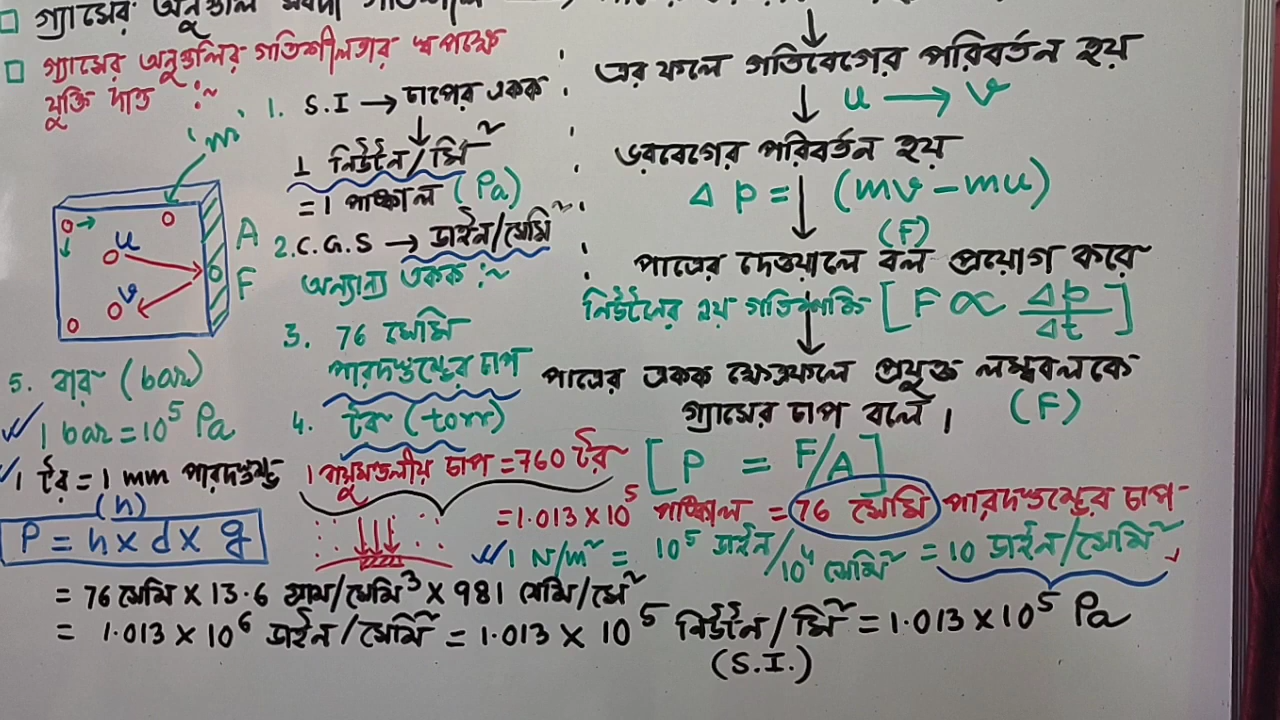 □ গ্যাসের অনুগুলি সর্বদা গতিশীল
□ গ্যাসের অনুগুলির গতিশীলতার স্বপক্ষে
যুক্তি দাও :~
'm'
u
v
A
F
1. S.I → চাপের একক
↓
1 নিউটন/মি²
= 1 পাস্কাল (Pa)
2. C.G.S → ডাইন/সেমি²
অন্যান্য একক :~
3. 76 সেমি
পারদস্তম্ভের চাপ
4. টর (torr)
5. বার (bar)
✓ 1 bar = 10⁵ Pa
✓ 1 টর = 1 mm পারদস্তম্ভ
(h)
P = h x d x g
↓
এর ফলে গতিবেগের পরিবর্তন হয়
↓ u → v
ভরবেগের পরিবর্তন হয়
Δ p = (mv - mu)
↓ (F)
পাত্রের দেওয়ালে বল প্রয়োগ করে
নিউটনের ২য় গতিশক্তি [F ∝ Δp/Δt]
↓
পাত্রের একক ক্ষেত্রফলে প্রযুক্ত লম্ববলকে
গ্যাসের চাপ বলে। (F)
[P = F/A]
1 বায়ুমণ্ডলীয় চাপ = 760 টর
= 1.013 x 10⁵ পাস্কাল = 76 সেমি পারদস্তম্ভের চাপ
✓ 1 N/m² = 10⁵ ডাইন/10⁴ সেমি² = 10 ডাইন/সেমি²
= 76 সেমি x 13.6 গ্রাম/সেমি³ x 981 সেমি/সে²
= 1.013 x 10⁶ ডাইন/সেমি² = 1.013 x 10⁵ নিউটন/মি² = 1.013 x 10⁵ Pa
(S.I.)